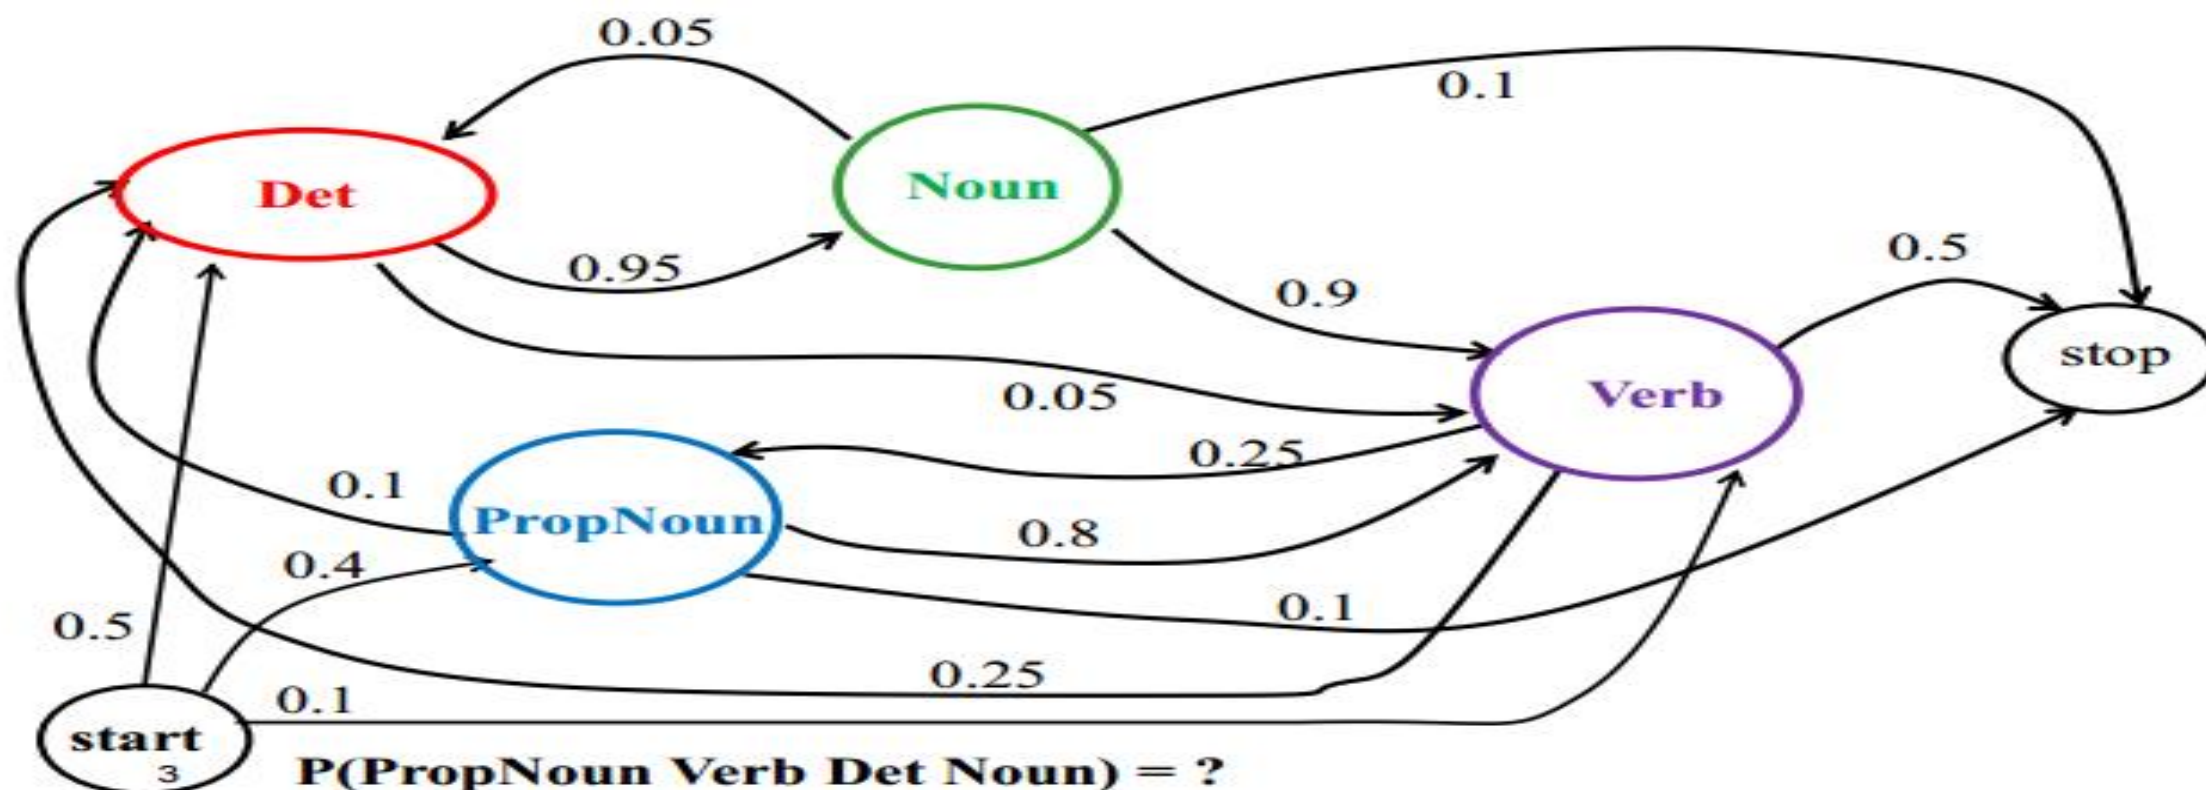 0.05
0.1
Det
Noun
0.95
0.5
0.9
stop
0.05
Verb
0.25
0.1
PropNoun
0.8
0.4
0.1
0.5
0.25
0.1
start
3
P(PropNoun Verb Det Noun) = ?